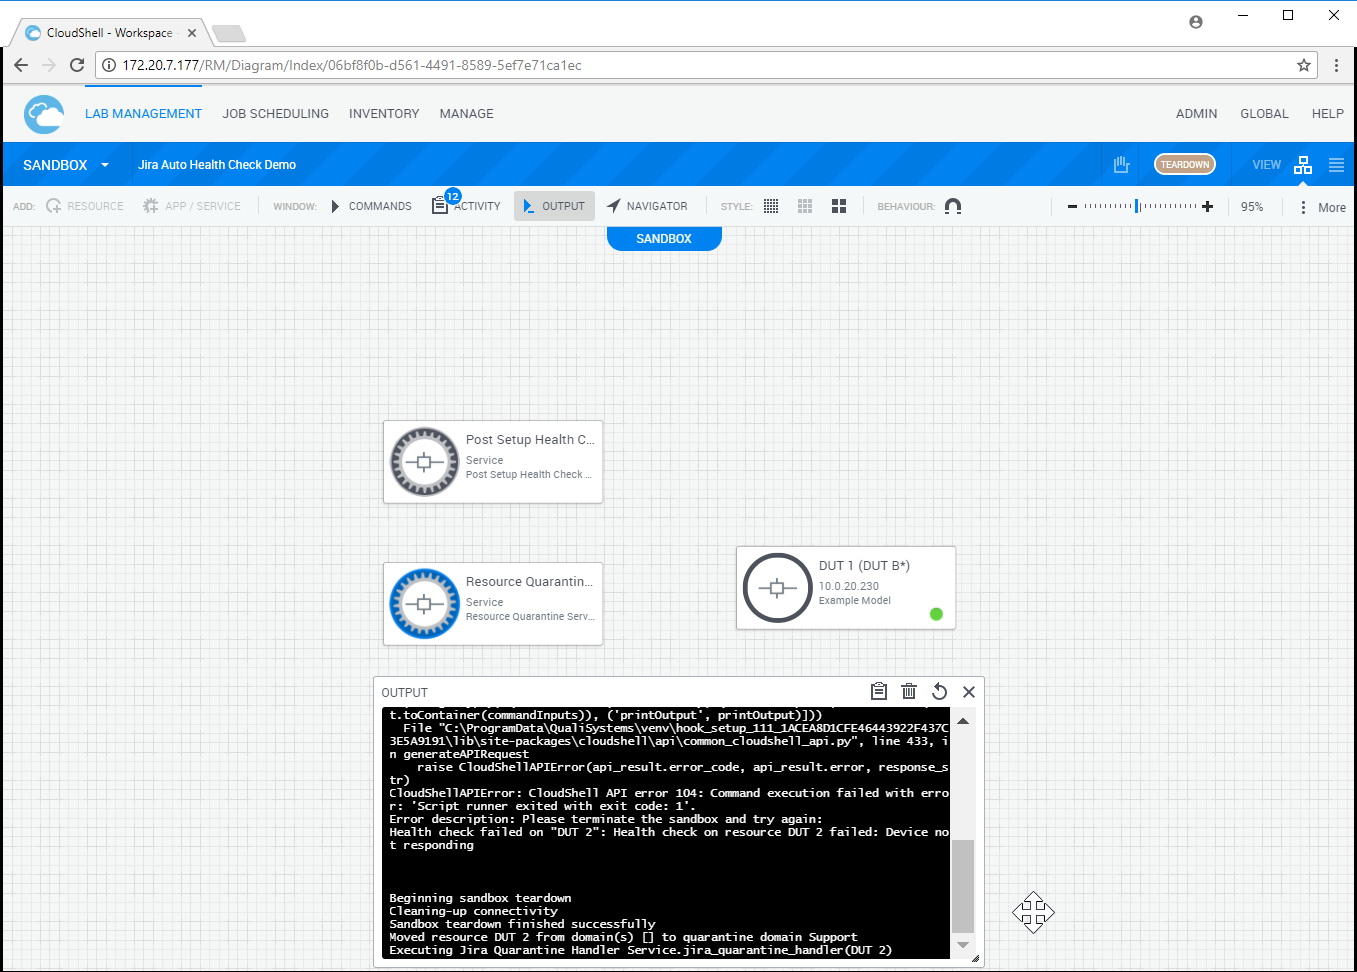 CloudShell - Workspace
172.20.7.177/RM/Diagram/Index/06bf8f0b-d561-4491-8589-5ef7e71ca1ec
LAB MANAGEMENT JOB SCHEDULING INVENTORY MANAGE ADMIN GLOBAL HELP
SANDBOX Jira Auto Health Check Demo TEARDOWN VIEW
ADD: RESOURCE APP / SERVICE WINDOW: COMMANDS 12 ACTIVITY OUTPUT NAVIGATOR STYLE: BEHAVIOUR: 95% More
SANDBOX
Post Setup Health C...
Service
Post Setup Health Check ...
DUT 1 (DUT B*)
10.0.20.230
Example Model
Resource Quarantin...
Service
Resource Quarantine Serv...
OUTPUT
t.toContainer(commandInputs)), ('printOutput', printOutput)]))
File "C:\ProgramData\QualiSystems\venv\hook_setup_111_1ACEA8D1CFE46443922F437C
3E5A9191\lib\site-packages\cloudshell\api\common_cloudshell_api.py", line 433, i
n generateAPIRequest
raise CloudShellAPIError(api_result.error_code, api_result.error, response_s
tr)
CloudShellAPIError: CloudShell API error 104: Command execution failed with erro
r: 'Script runner exited with exit code: 1'.
Error description: Please terminate the sandbox and try again:
Health check failed on "DUT 2": Health check on resource DUT 2 failed: Device no
t responding
Beginning sandbox teardown
Cleaning-up connectivity
Sandbox teardown finished successfully
Moved resource DUT 2 from domain(s) [] to quarantine domain Support
Executing Jira Quarantine Handler Service.jira_quarantine_handler(DUT 2)